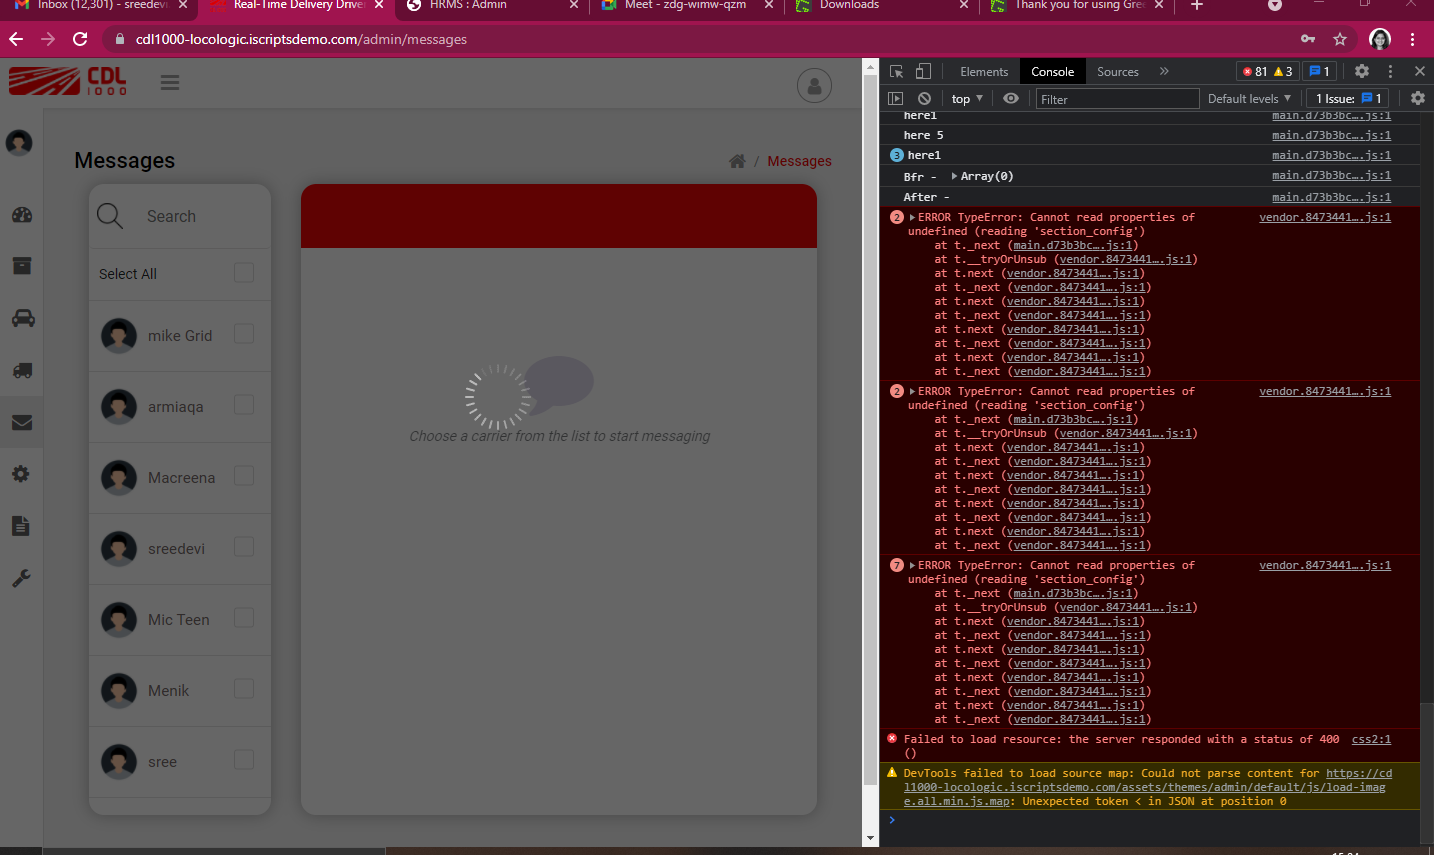 Inbox (12,301) - sreedevi
Real-Time Delivery Driver
HRMS : Admin
Meet - zdg-wimw-qzm
Downloads
Thank you for using Gree
cdl1000-locologic.iscriptsdemo.com/admin/messages
CDL
1000
Messages
/ Messages
Search
Select All
mike Grid
armiaqa
Macreena
sreedevi
Mic Teen
Menik
sree
Choose a carrier from the list to start messaging
Elements Console Sources » 81 3 1
top Filter Default levels 1 Issue: 1
here1 main.d73b3bc….js:1
here 5 main.d73b3bc….js:1
3 here1 main.d73b3bc….js:1
Bfr - Array(0) main.d73b3bc….js:1
After - main.d73b3bc….js:1
2 ERROR TypeError: Cannot read properties of vendor.8473441….js:1
undefined (reading 'section_config')
at t._next (main.d73b3bc….js:1)
at t.__tryOrUnsub (vendor.8473441….js:1)
at t.next (vendor.8473441….js:1)
at t._next (vendor.8473441….js:1)
at t.next (vendor.8473441….js:1)
at t._next (vendor.8473441….js:1)
at t.next (vendor.8473441….js:1)
at t._next (vendor.8473441….js:1)
at t.next (vendor.8473441….js:1)
at t._next (vendor.8473441….js:1)
2 ERROR TypeError: Cannot read properties of vendor.8473441….js:1
undefined (reading 'section_config')
at t._next (main.d73b3bc….js:1)
at t.__tryOrUnsub (vendor.8473441….js:1)
at t.next (vendor.8473441….js:1)
at t._next (vendor.8473441….js:1)
at t.next (vendor.8473441….js:1)
at t._next (vendor.8473441….js:1)
at t.next (vendor.8473441….js:1)
at t._next (vendor.8473441….js:1)
at t.next (vendor.8473441….js:1)
at t._next (vendor.8473441….js:1)
7 ERROR TypeError: Cannot read properties of vendor.8473441….js:1
undefined (reading 'section_config')
at t._next (main.d73b3bc….js:1)
at t.__tryOrUnsub (vendor.8473441….js:1)
at t.next (vendor.8473441….js:1)
at t._next (vendor.8473441….js:1)
at t.next (vendor.8473441….js:1)
at t._next (vendor.8473441….js:1)
at t.next (vendor.8473441….js:1)
at t._next (vendor.8473441….js:1)
at t.next (vendor.8473441….js:1)
at t._next (vendor.8473441….js:1)
Failed to load resource: the server responded with a status of 400 css2:1
()
DevTools failed to load source map: Could not parse content for https://cd
l1000-locologic.iscriptsdemo.com/assets/themes/admin/default/js/load-imag
e.all.min.js.map: Unexpected token < in JSON at position 0